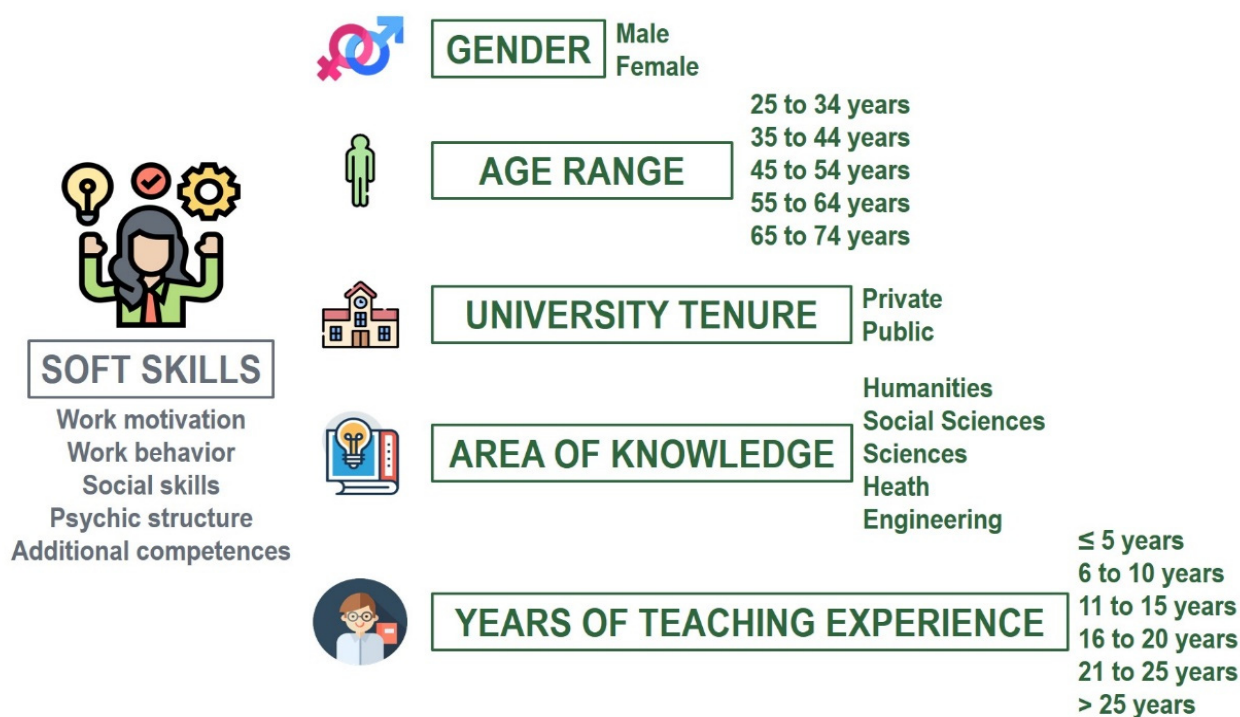 SOFT SKILLS
Work motivation
Work behavior
Social skills
Psychic structure
Additional competences
GENDER
Male
Female
AGE RANGE
25 to 34 years
35 to 44 years
45 to 54 years
55 to 64 years
65 to 74 years
UNIVERSITY TENURE
Private
Public
AREA OF KNOWLEDGE
Humanities
Social Sciences
Sciences
Heath
Engineering
YEARS OF TEACHING EXPERIENCE
≤ 5 years
6 to 10 years
11 to 15 years
16 to 20 years
21 to 25 years
> 25 years